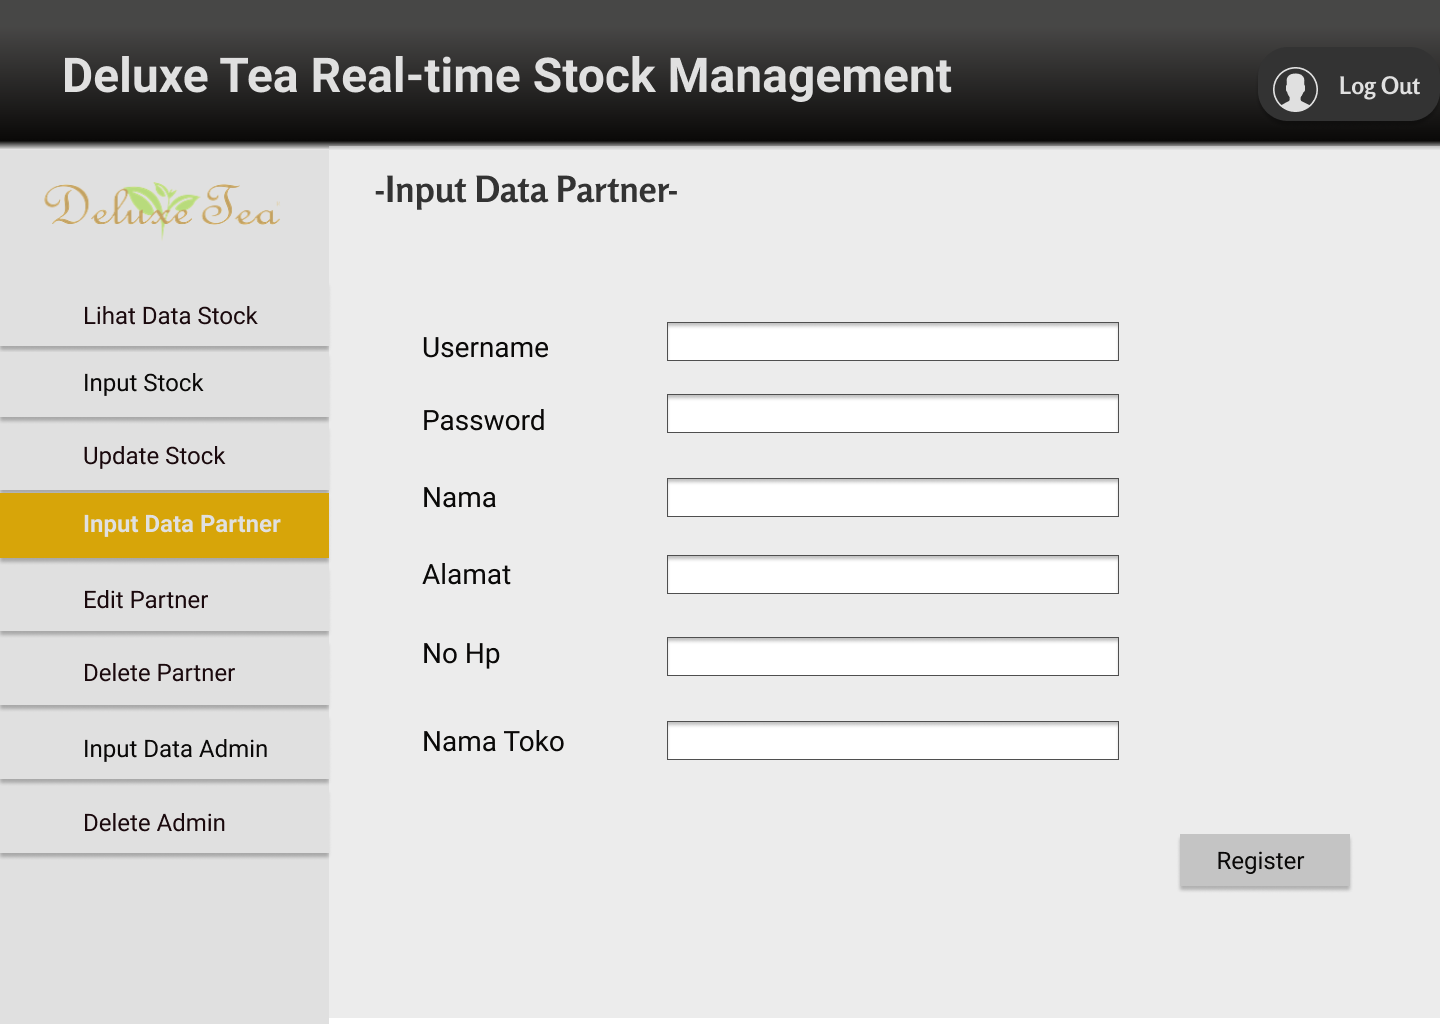 Deluxe Tea Real-time Stock Management
Log Out
Deluxe Tea
-Input Data Partner-
Lihat Data Stock
Input Stock
Update Stock
Input Data Partner
Edit Partner
Delete Partner
Input Data Admin
Delete Admin
Username
Password
Nama
Alamat
No Hp
Nama Toko
Register